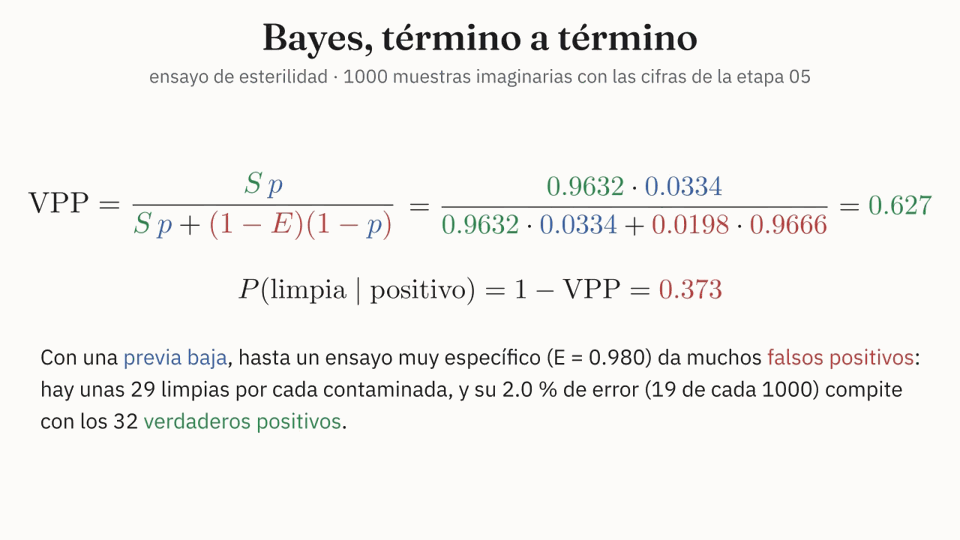 Bayes, término a término
ensayo de esterilidad · 1000 muestras imaginarias con las cifras de la etapa 05
VPP = S p / (S p + (1 − E)(1 − p)) = 0.9632 · 0.0334 / (0.9632 · 0.0334 + 0.0198 · 0.9666) = 0.627
P(limpia | positivo) = 1 − VPP = 0.373
Con una previa baja, hasta un ensayo muy específico (E = 0.980) da muchos falsos positivos:
hay unas 29 limpias por cada contaminada, y su 2.0 % de error (19 de cada 1000) compite
con los 32 verdaderos positivos.